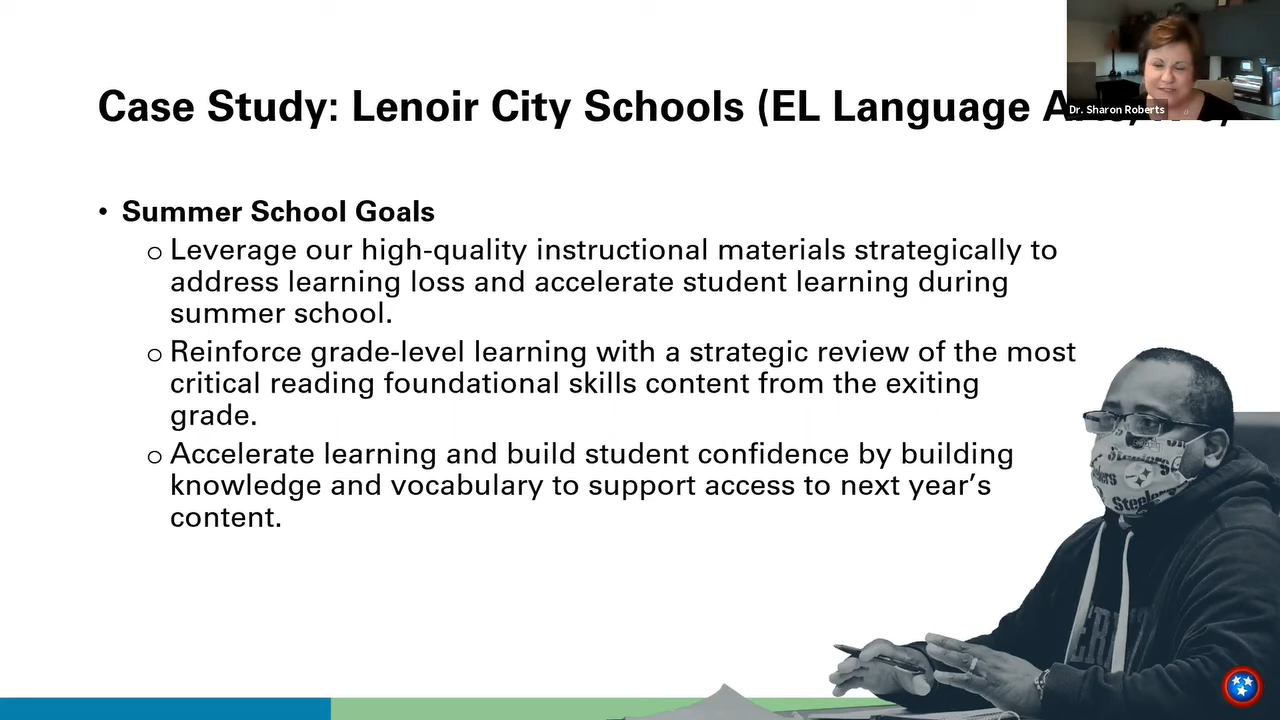 Case Study: Lenoir City Schools (EL Language
Dr. Sharon Roberts
• Summer School Goals
o Leverage our high-quality instructional materials strategically to
address learning loss and accelerate student learning during
summer school.
o Reinforce grade-level learning with a strategic review of the most
critical reading foundational skills content from the exiting
grade.
o Accelerate learning and build student confidence by building
knowledge and vocabulary to support access to next year’s
content.
Steelers
Steelers